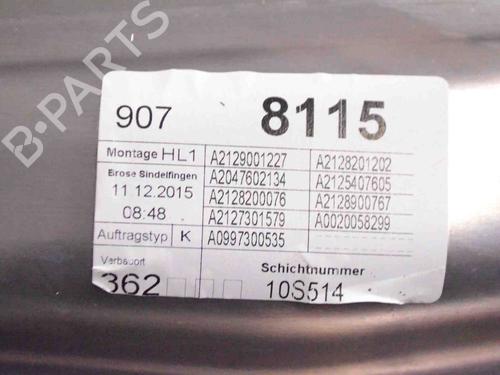 B-PARTS
907 8115
Montage HL1 A2129001227 A2128201202
Brose Sindelfingen A2047602134 A2125407605
11.12.2015 A2128200076 A2128900767
08:48 A2127301579 A0020058299
Auftragstyp K A0997300535
Verbauort Schichtnummer
362 10S514